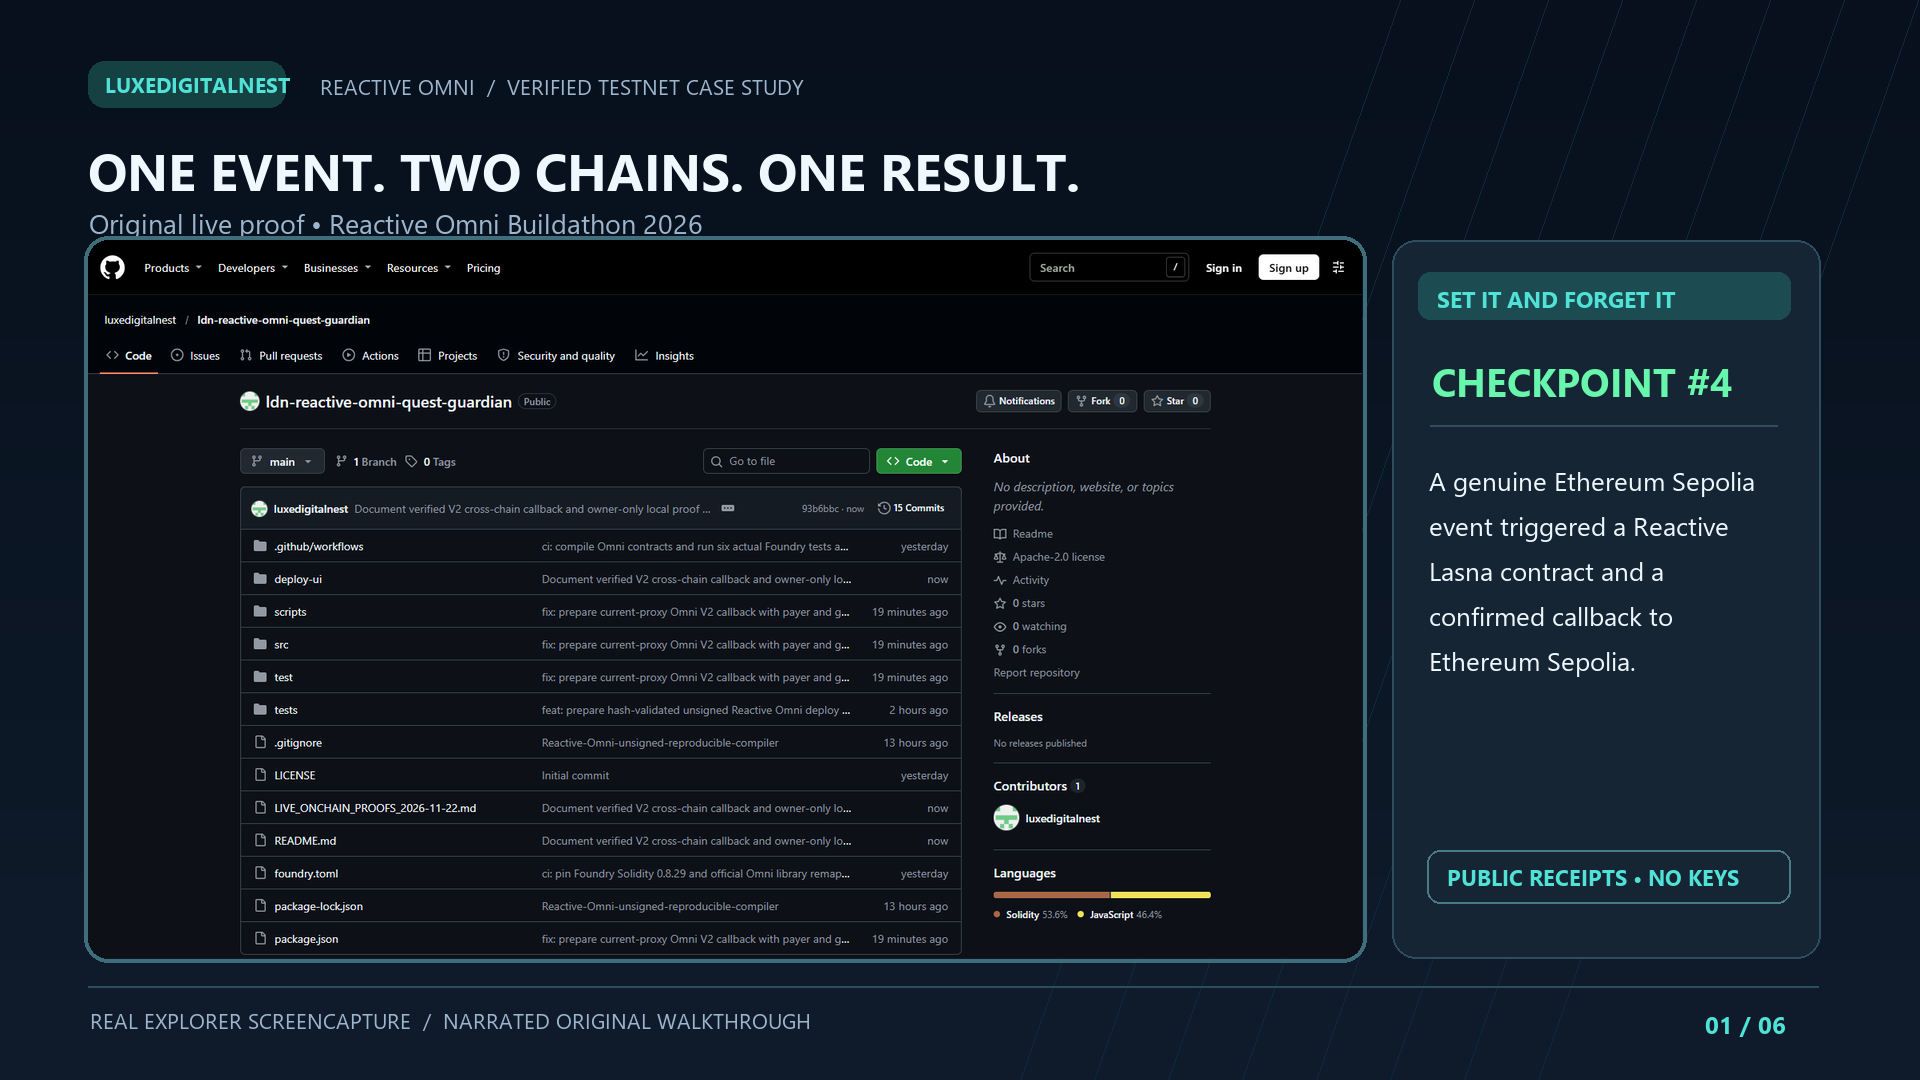 LUXEDIGITALNEST
REACTIVE OMNI / VERIFIED TESTNET CASE STUDY
ONE EVENT. TWO CHAINS. ONE RESULT.
Original live proof • Reactive Omni Buildathon 2026
Products Developers Businesses Resources Pricing
Search / Sign in Sign up
luxedigitalnest / ldn-reactive-omni-quest-guardian
Code Issues Pull requests Actions Projects Security and quality Insights
ldn-reactive-omni-quest-guardian Public
Notifications Fork 0 Star 0
main 1 Branch 0 Tags
Go to file Code
luxedigitalnest Document verified V2 cross-chain callback and owner-only local proof ... 93b6bbc · now 15 Commits
.github/workflows ci: compile Omni contracts and run six actual Foundry tests a... yesterday
deploy-ui Document verified V2 cross-chain callback and owner-only lo... now
scripts fix: prepare current-proxy Omni V2 callback with payer and g... 19 minutes ago
src fix: prepare current-proxy Omni V2 callback with payer and g... 19 minutes ago
test fix: prepare current-proxy Omni V2 callback with payer and g... 19 minutes ago
tests feat: prepare hash-validated unsigned Reactive Omni deploy ... 2 hours ago
.gitignore Reactive-Omni-unsigned-reproducible-compiler 13 hours ago
LICENSE Initial commit yesterday
LIVE_ONCHAIN_PROOFS_2026-11-22.md Document verified V2 cross-chain callback and owner-only lo... now
README.md Document verified V2 cross-chain callback and owner-only lo... now
foundry.toml ci: pin Foundry Solidity 0.8.29 and official Omni library remap... yesterday
package-lock.json Reactive-Omni-unsigned-reproducible-compiler 13 hours ago
package.json fix: prepare current-proxy Omni V2 callback with payer and g... 19 minutes ago
About
No description, website, or topics
provided.
Readme
Apache-2.0 license
Activity
0 stars
0 watching
0 forks
Report repository
Releases
No releases published
Contributors 1
luxedigitalnest
Languages
Solidity 53.6% JavaScript 46.4%
SET IT AND FORGET IT
CHECKPOINT #4
A genuine Ethereum Sepolia
event triggered a Reactive
Lasna contract and a
confirmed callback to
Ethereum Sepolia.
PUBLIC RECEIPTS • NO KEYS
REAL EXPLORER SCREENCAPTURE / NARRATED ORIGINAL WALKTHROUGH
01 / 06